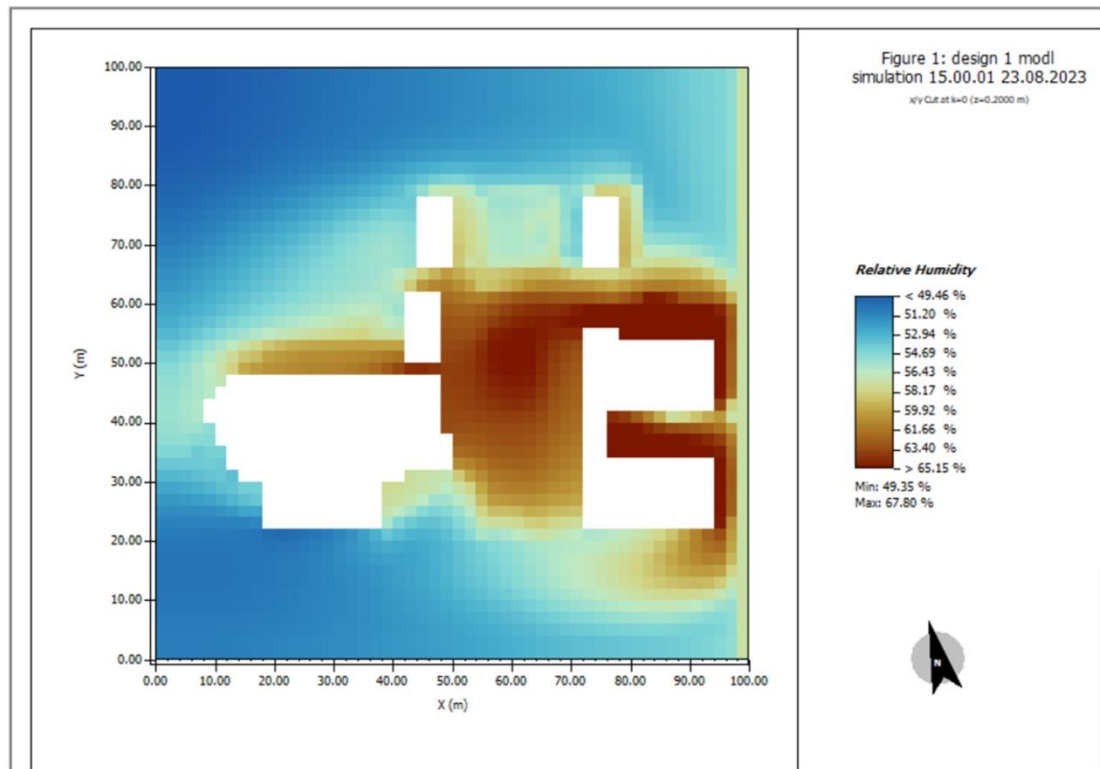 Figure 1: design 1 modl
simulation 15.00.01 23.08.2023
x/y Cut at k=0 (z=0.2000 m)
100.00
90.00
80.00
70.00
60.00
50.00
40.00
30.00
20.00
10.00
0.00
Y (m)
0.00 10.00 20.00 30.00 40.00 50.00 60.00 70.00 80.00 90.00 100.00
X (m)
Relative Humidity
< 49.46 %
51.20 %
52.94 %
54.69 %
56.43 %
58.17 %
59.92 %
61.66 %
63.40 %
> 65.15 %
Min: 49.35 %
Max: 67.80 %
N